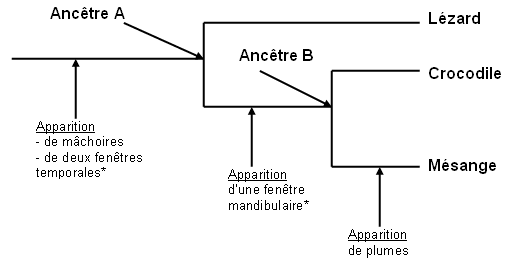 Ancêtre A
Lézard
Ancêtre B
Crocodile
Apparition
- de mâchoires
- de deux fenêtres
temporales*
Apparition
d'une fenêtre
mandibulaire*
Mésange
Apparition
de plumes